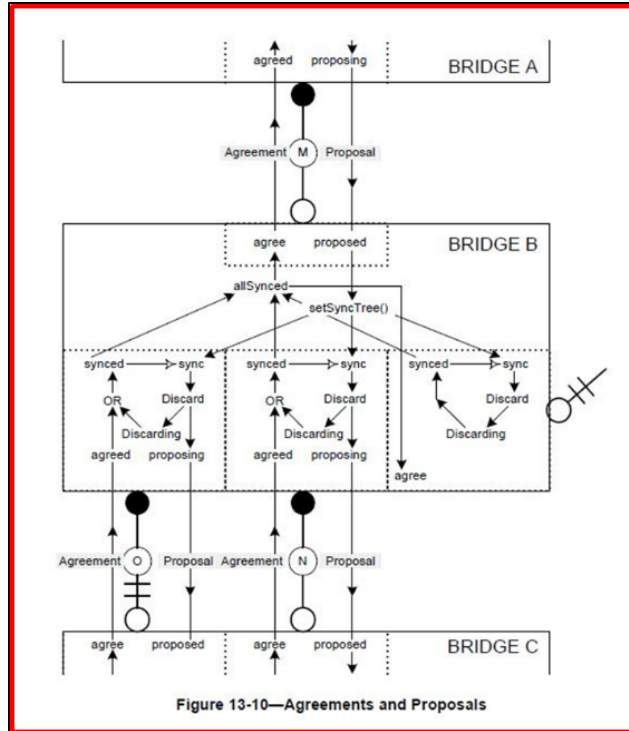 agreed proposing BRIDGE A
Agreement M Proposal
agree proposed BRIDGE B
allSynced
setSyncTree()
synced sync synced sync synced sync
OR Discard OR Discard Discard
Discarding Discarding Discarding
agreed proposing agreed proposing
agree
Agreement O Proposal Agreement N Proposal
agree proposed agree proposed BRIDGE C
Figure 13-10—Agreements and Proposals